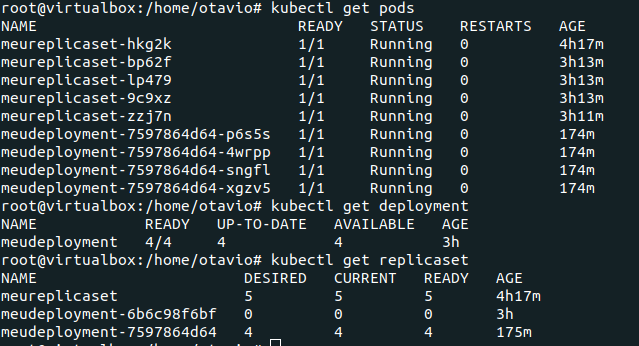 root@virtualbox:/home/otavio# kubectl get pods
NAME READY STATUS RESTARTS AGE
meureplicaset-hkg2k 1/1 Running 0 4h17m
meureplicaset-bp62f 1/1 Running 0 3h13m
meureplicaset-lp479 1/1 Running 0 3h13m
meureplicaset-9c9xz 1/1 Running 0 3h13m
meureplicaset-zzj7n 1/1 Running 0 3h11m
meudeployment-7597864d64-p6s5s 1/1 Running 0 174m
meudeployment-7597864d64-4wrpp 1/1 Running 0 174m
meudeployment-7597864d64-sngfl 1/1 Running 0 174m
meudeployment-7597864d64-xgzv5 1/1 Running 0 174m
root@virtualbox:/home/otavio# kubectl get deployment
NAME READY UP-TO-DATE AVAILABLE AGE
meudeployment 4/4 4 4 3h
root@virtualbox:/home/otavio# kubectl get replicaset
NAME DESIRED CURRENT READY AGE
meureplicaset 5 5 5 4h17m
meudeployment-6b6c98f6bf 0 0 0 3h
meudeployment-7597864d64 4 4 4 175m
root@virtualbox:/home/otavio#